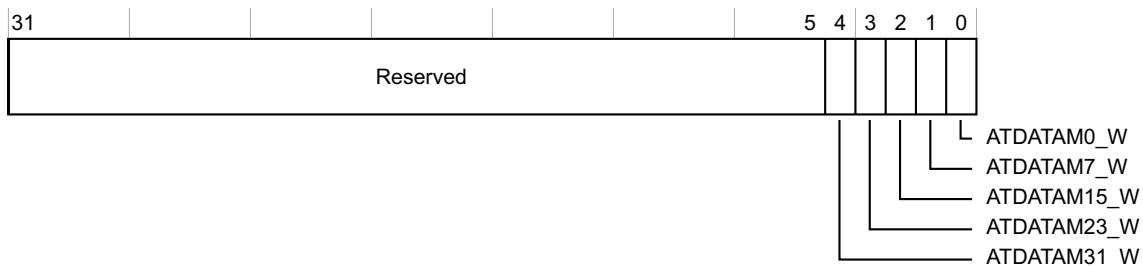 31 5 4 3 2 1 0
Reserved
ATDATAM0_W
ATDATAM7_W
ATDATAM15_W
ATDATAM23_W
ATDATAM31_W